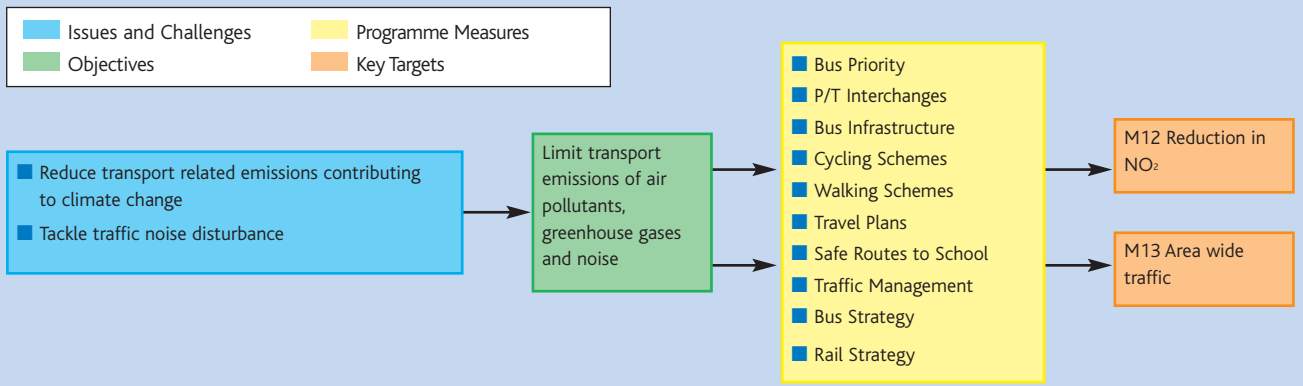 Issues and Challenges
Programme Measures
Objectives
Key Targets
Reduce transport related emissions contributing
to climate change
Tackle traffic noise disturbance
Limit transport
emissions of air
pollutants,
greenhouse gases
and noise
Bus Priority
P/T Interchanges
Bus Infrastructure
Cycling Schemes
Walking Schemes
Travel Plans
Safe Routes to School
Traffic Management
Bus Strategy
Rail Strategy
M12 Reduction in
NO₂
M13 Area wide
traffic